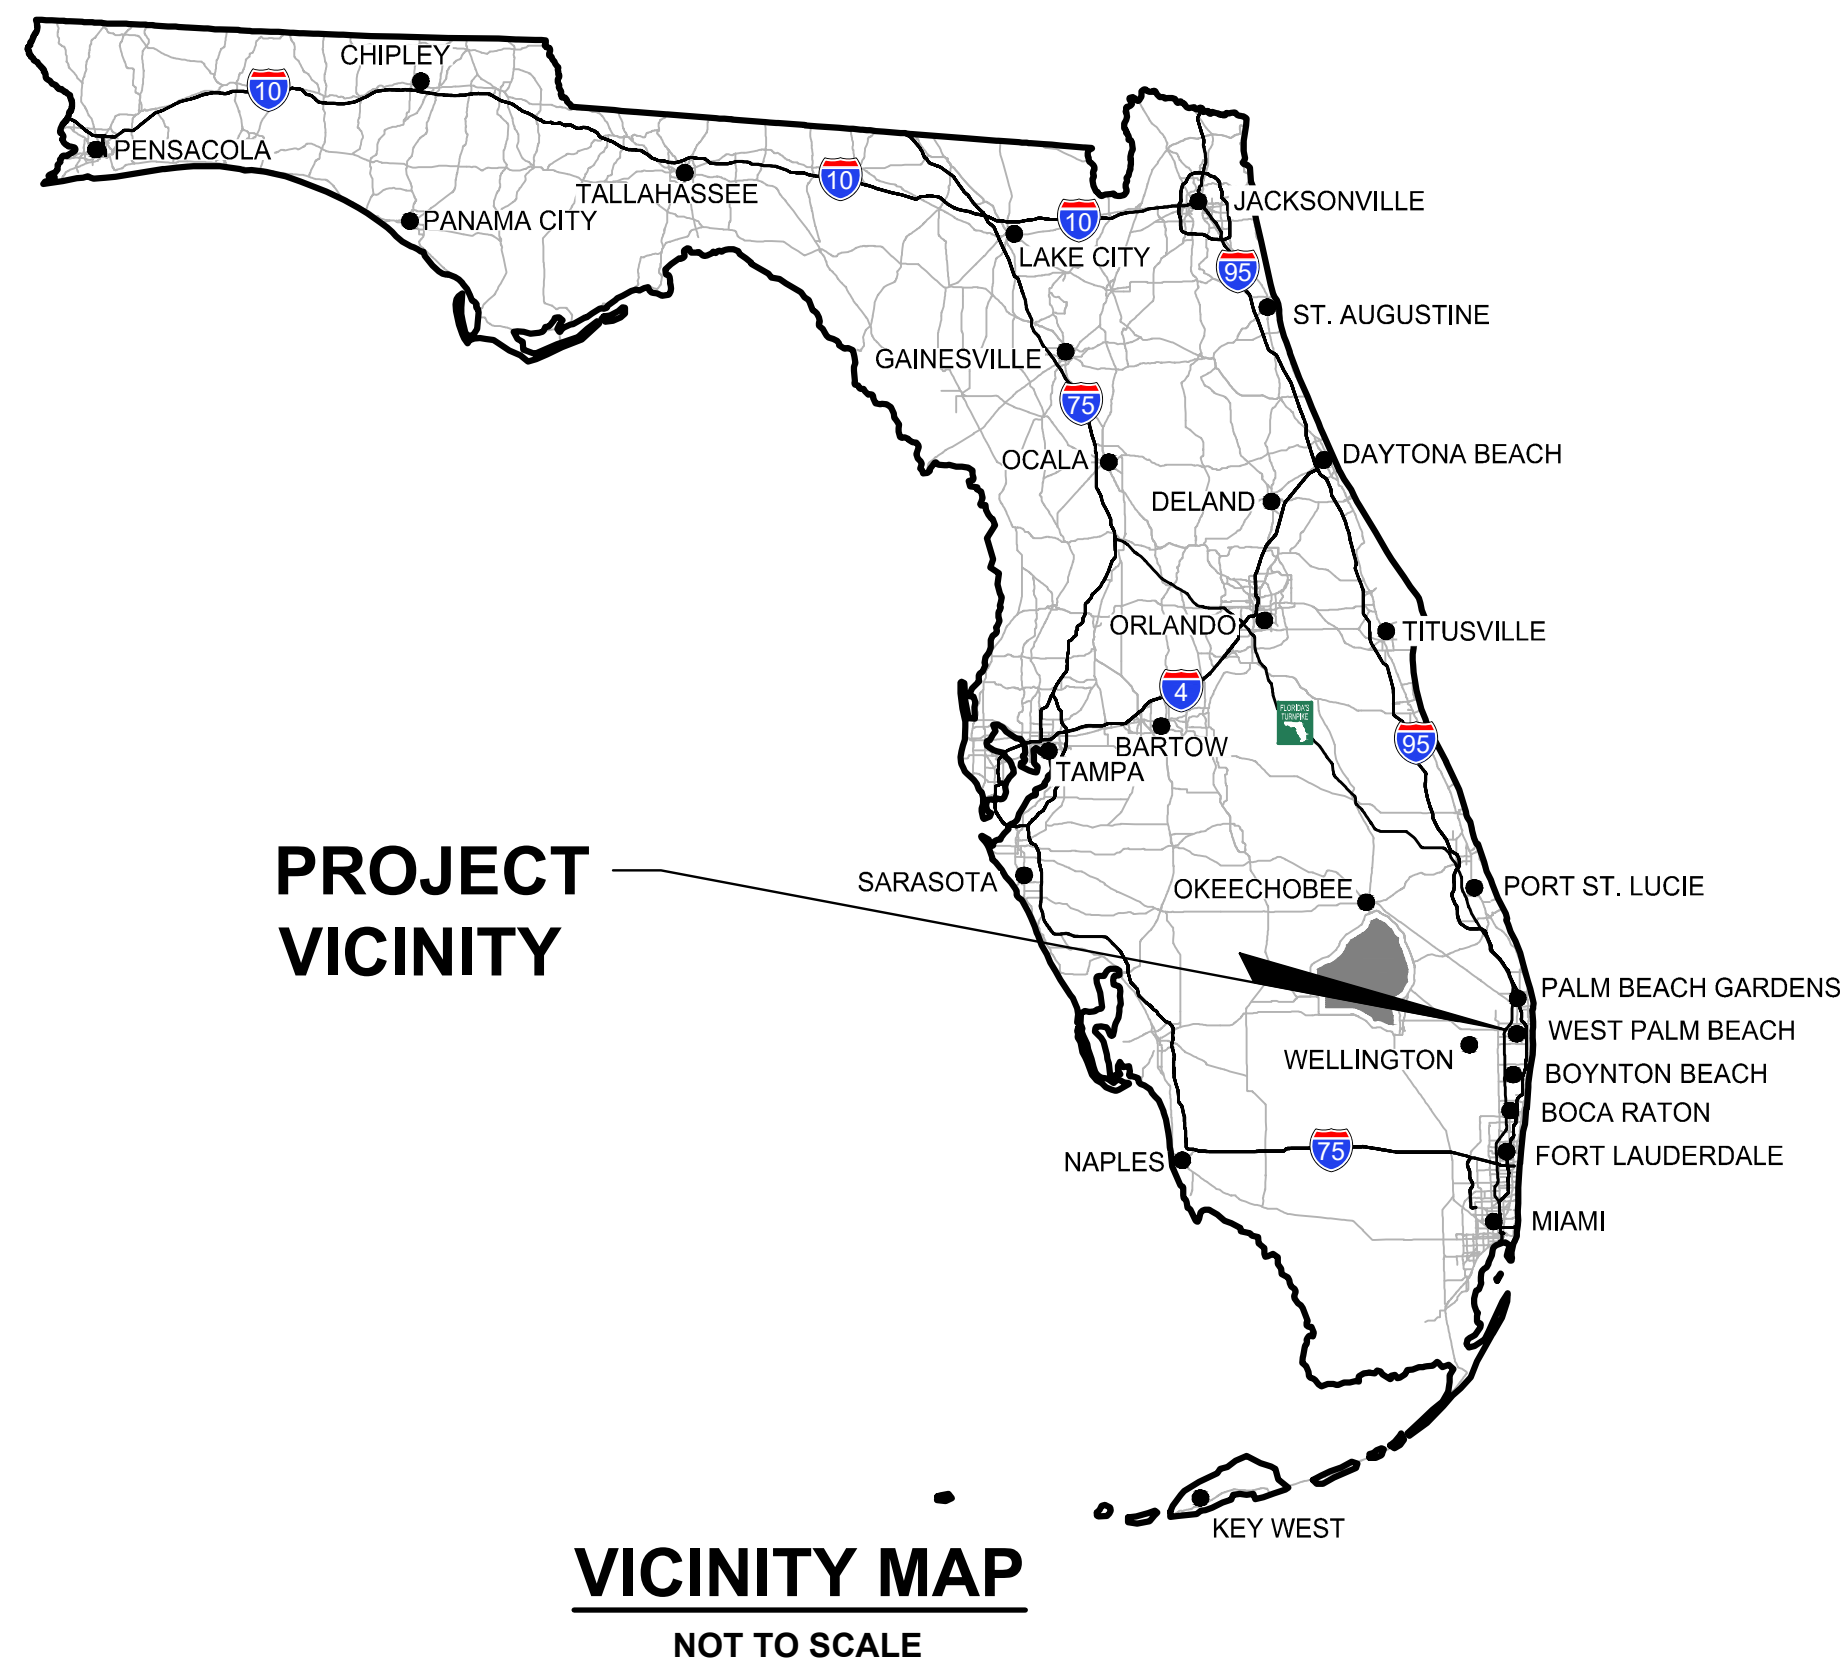 CHIPLEY
10
PENSACOLA
TALLAHASSEE
10
PANAMA CITY
10
JACKSONVILLE
LAKE CITY
95
ST. AUGUSTINE
GAINESVILLE
75
OCALA
DAYTONA BEACH
DELAND
ORLANDO
TITUSVILLE
4
FLORIDA'S
TURNPIKE
BARTOW
95
TAMPA
PROJECT
VICINITY
SARASOTA
OKEECHOBEE
PORT ST. LUCIE
PALM BEACH GARDENS
WEST PALM BEACH
WELLINGTON
BOYNTON BEACH
BOCA RATON
75
FORT LAUDERDALE
NAPLES
MIAMI
KEY WEST
VICINITY MAP
NOT TO SCALE